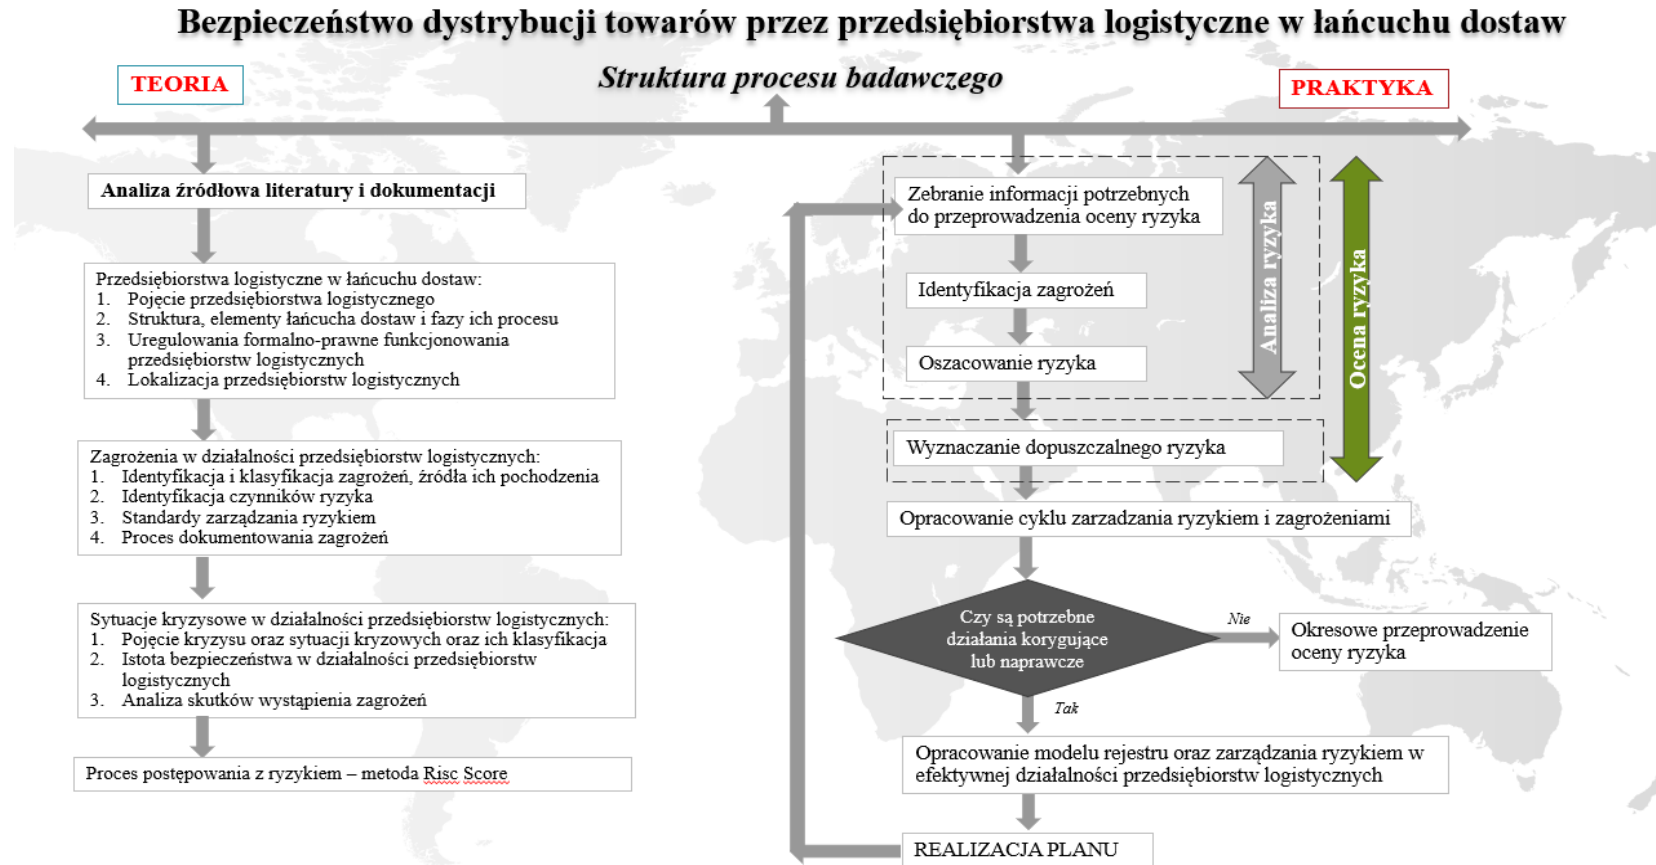 Bezpieczeństwo dystrybucji towarów przez przedsiębiorstwa logistyczne w łańcuchu dostaw
Struktura procesu badawczego
TEORIA
Analiza źródłowa literatury i dokumentacji
Przedsiębiorstwa logistyczne w łańcuchu dostaw:
1. Pojęcie przedsiębiorstwa logistycznego
2. Struktura, elementy łańcucha dostaw i fazy ich procesu
3. Uregulowania formalno-prawne funkcjonowania
przedsiębiorstw logistycznych
4. Lokalizacja przedsiębiorstw logistycznych
Zagrożenia w działalności przedsiębiorstw logistycznych:
1. Identyfikacja i klasyfikacja zagrożeń, źródła ich pochodzenia
2. Identyfikacja czynników ryzyka
3. Standardy zarządzania ryzykiem
4. Proces dokumentowania zagrożeń
Sytuacje kryzysowe w działalności przedsiębiorstw logistycznych:
1. Pojęcie kryzysu oraz sytuacji kryzowych oraz ich klasyfikacja
2. Istota bezpieczeństwa w działalności przedsiębiorstw
logistycznych
3. Analiza skutków wystąpienia zagrożeń
Proces postępowania z ryzykiem – metoda Risc Score
PRAKTYKA
Zebranie informacji potrzebnych
do przeprowadzenia oceny ryzyka
Identyfikacja zagrożeń
Oszacowanie ryzyka
Analiza ryzyka
Ocena ryzyka
Wyznaczanie dopuszczalnego ryzyka
Opracowanie cyklu zarzadzania ryzykiem i zagrożeniami
Czy są potrzebne
działania korygujące
lub naprawcze
Nie
Okresowe przeprowadzenie
oceny ryzyka
Tak
Opracowanie modelu rejestru oraz zarządzania ryzykiem w
efektywnej działalności przedsiębiorstw logistycznych
REALIZACJA PLANU